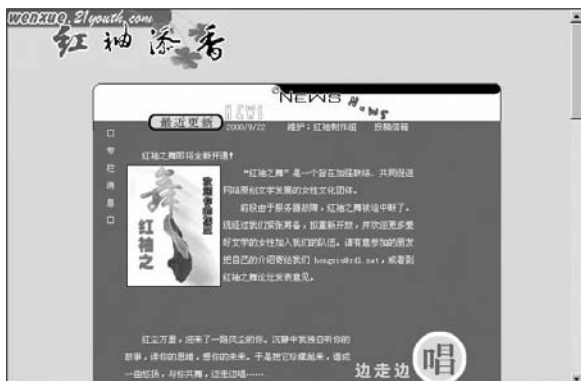 wenxue.21youth.com
红袖添香
eNEWS News
NEWS
最近更新 2000/9/22 维护：红袖制作组 投稿信箱
□专栏消息□
红袖之舞即将全新开通！
舞
红袖之
“红袖之舞”是一个旨在加强联络、共同促进
网络原创文学发展的女性文化团体。
前段由于服务器故障，红袖之舞被迫中断了。
现经过我们紧张筹备，拟重新开放，并欢迎更多爱
好文学的女性加入我们的队伍。请有意参加的朋友
把自己的介绍寄给我们 hongxiu@rdl.net，或者到
红袖之舞论坛发表意见。
红尘万里，迎来了一路风尘的你。沉静中我独自听你的
故事，读你的思绪，想你的未来。于是把它珍藏起来，谱成
一曲悠扬，与你共舞，边走边唱……
边走边唱